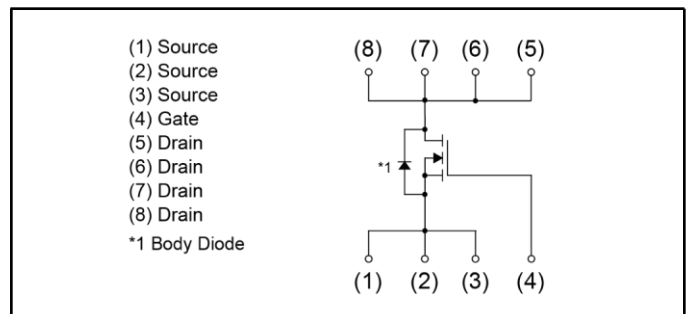 (1) Source
(2) Source
(3) Source
(4) Gate
(5) Drain
(6) Drain
(7) Drain
(8) Drain
*1 Body Diode
(8) (7) (6) (5)
*1
(1) (2) (3) (4)